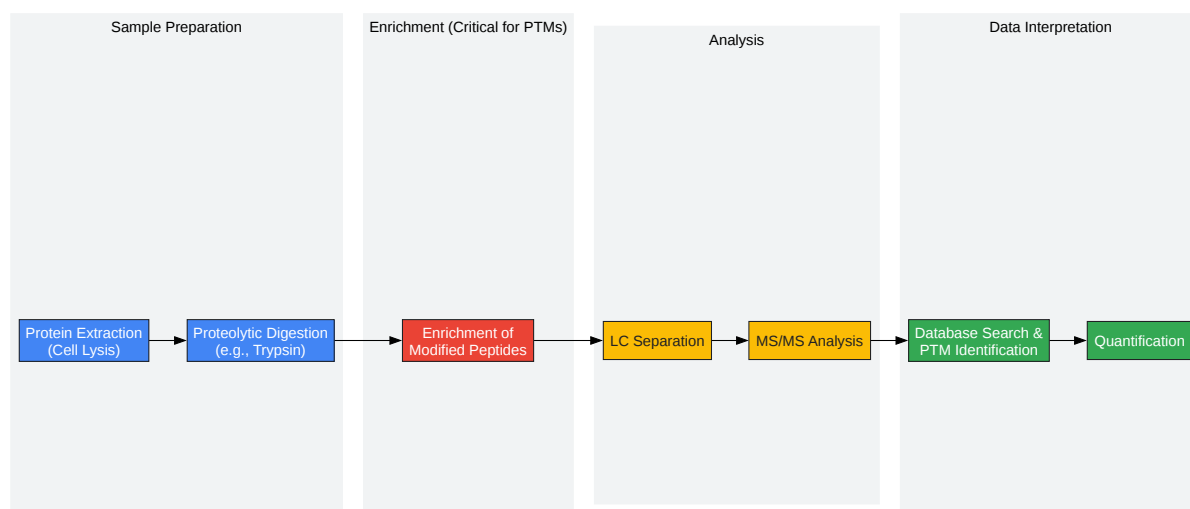 Sample Preparation
Enrichment (Critical for PTMs)
Analysis
Data Interpretation
Protein Extraction
(Cell Lysis)
Proteolytic Digestion
(e.g., Trypsin)
Enrichment of
Modified Peptides
LC Separation
MS/MS Analysis
Database Search &
PTM Identification
Quantification